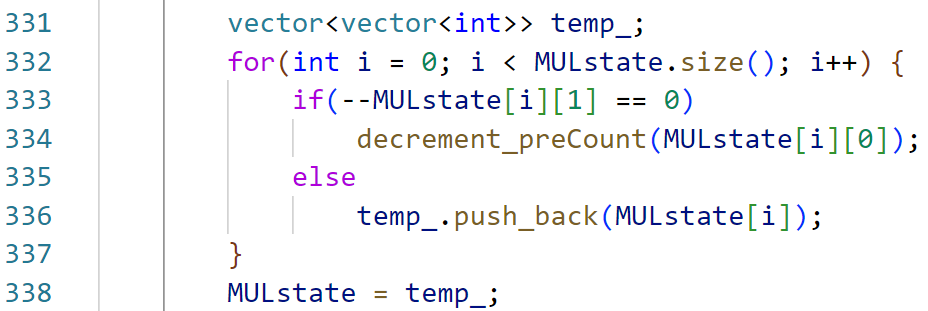 331 vector<vector<int>> temp_;
332 for(int i = 0; i < MULstate.size(); i++) {
333 if(--MULstate[i][1] == 0)
334 decrement_preCount(MULstate[i][0]);
335 else
336 temp_.push_back(MULstate[i]);
337 }
338 MULstate = temp_;